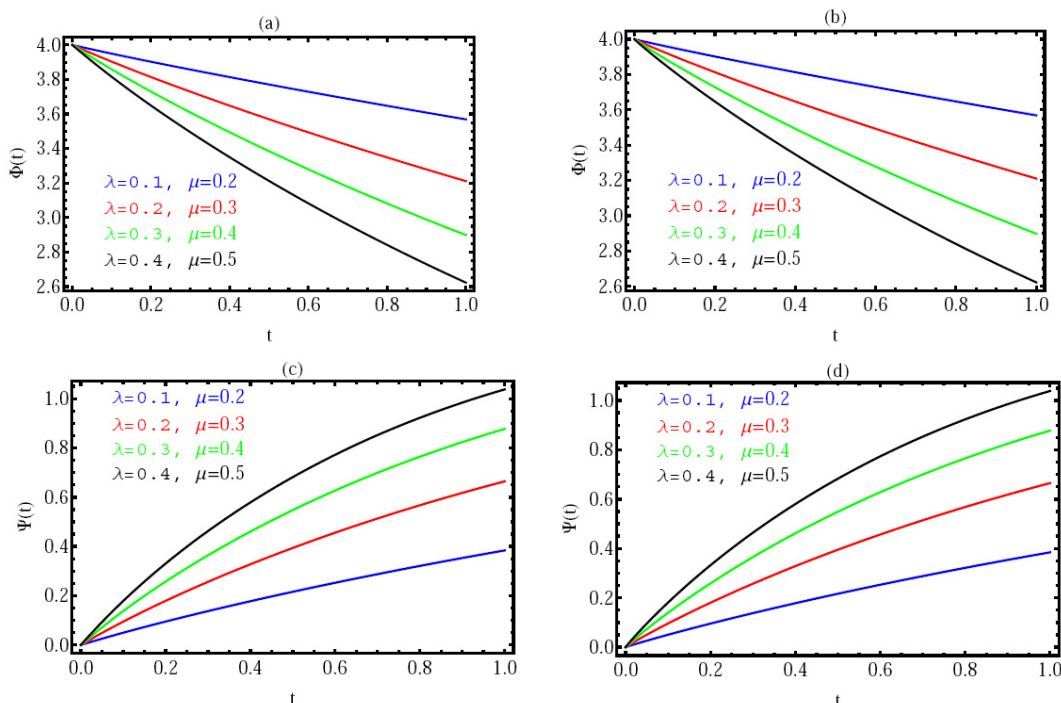 (a)
4.0
3.8
3.6
3.4
3.2
3.0
2.8
2.6
Φ(t)
λ=0.1, μ=0.2
λ=0.2, μ=0.3
λ=0.3, μ=0.4
λ=0.4, μ=0.5
0.0 0.2 0.4 0.6 0.8 1.0
t
(b)
4.0
3.8
3.6
3.4
3.2
3.0
2.8
2.6
Φ(t)
λ=0.1, μ=0.2
λ=0.2, μ=0.3
λ=0.3, μ=0.4
λ=0.4, μ=0.5
0.0 0.2 0.4 0.6 0.8 1.0
t
(c)
1.0
0.8
0.6
0.4
0.2
0.0
Ψ(t)
λ=0.1, μ=0.2
λ=0.2, μ=0.3
λ=0.3, μ=0.4
λ=0.4, μ=0.5
0.0 0.2 0.4 0.6 0.8 1.0
t
(d)
1.0
0.8
0.6
0.4
0.2
0.0
Ψ(t)
λ=0.1, μ=0.2
λ=0.2, μ=0.3
λ=0.3, μ=0.4
λ=0.4, μ=0.5
0.0 0.2 0.4 0.6 0.8 1.0
t